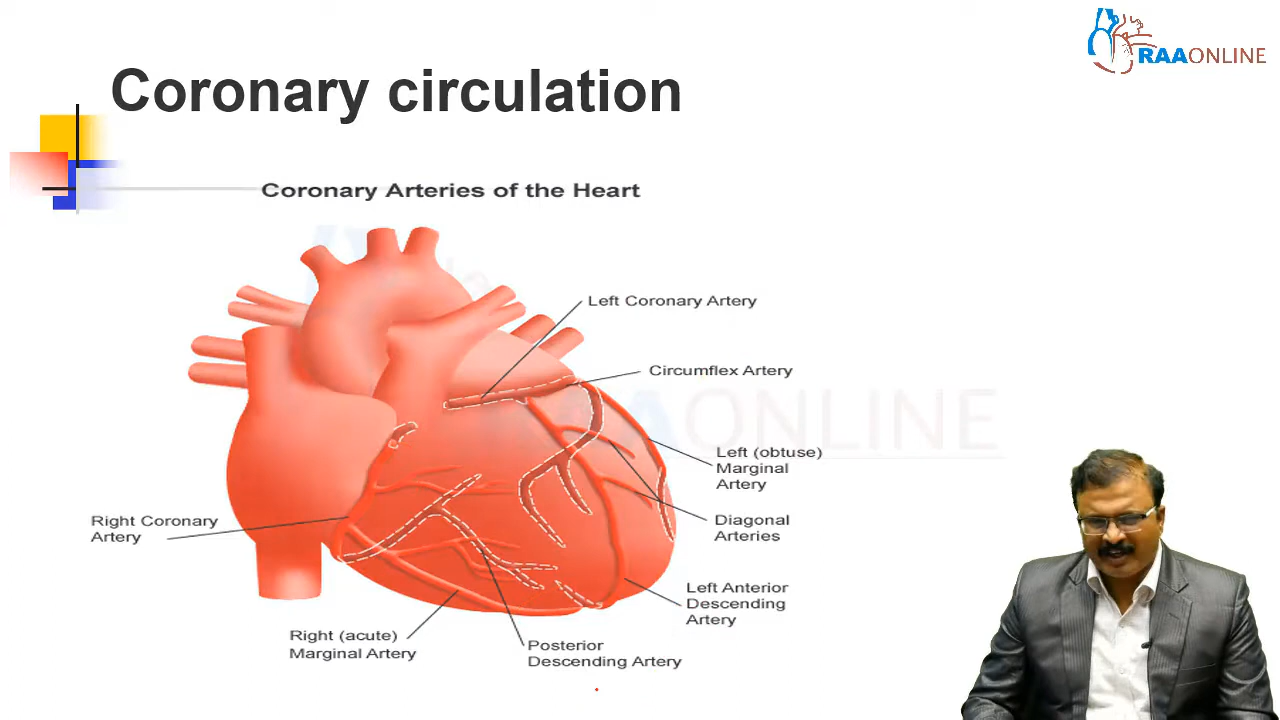 RAAONLINE
Coronary circulation
Coronary Arteries of the Heart
Left Coronary Artery
Circumflex Artery
Left (obtuse)
Marginal
Artery
Right Coronary
Artery
Diagonal
Arteries
Left Anterior
Descending
Artery
Right (acute)
Marginal Artery
Posterior
Descending Artery
RAAONLINE